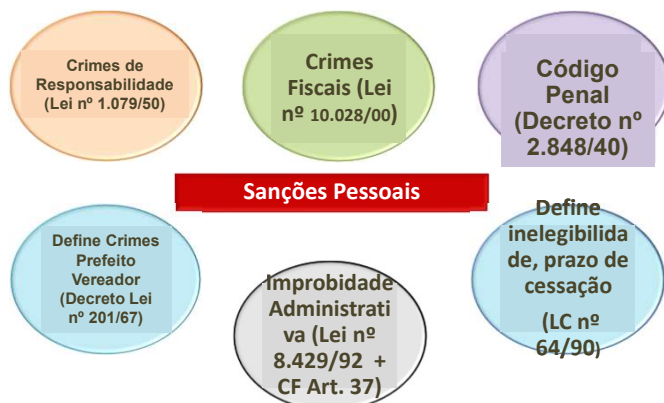 Crimes de
Responsabilidade
(Lei nº 1.079/50)
Crimes
Fiscais (Lei
nº 10.028/00)
Código
Penal
(Decreto nº
2.848/40)
Sanções Pessoais
Define Crimes
Prefeito
Vereador
(Decreto Lei
nº 201/67)
Improbidade
Administrati
va (Lei nº
8.429/92 +
CF Art. 37)
Define
inelegibilida
de, prazo de
cessação
(LC nº
64/90)